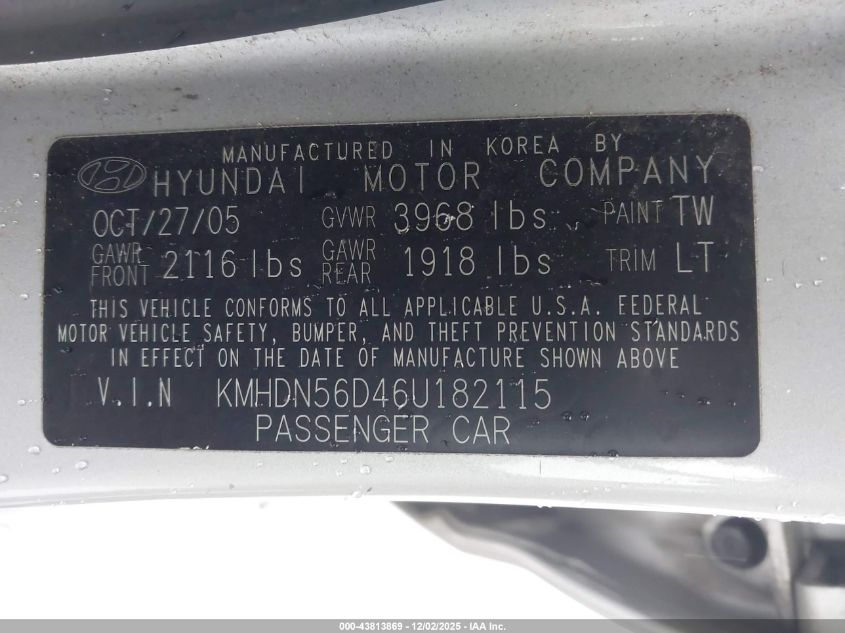 MANUFACTURED IN KOREA BY
HYUNDAI MOTOR COMPANY
OCT/27/05 GVWR 3968 lbs PAINT TW
GAWR FRONT 2116 lbs GAWR REAR 1918 lbs TRIM LT
THIS VEHICLE CONFORMS TO ALL APPLICABLE U.S.A. FEDERAL
MOTOR VEHICLE SAFETY, BUMPER, AND THEFT PREVENTION STANDARDS
IN EFFECT ON THE DATE OF MANUFACTURE SHOWN ABOVE
V.I.N KMHDN56D46U182115
PASSENGER CAR
000-43813869 - 12/02/2025 - IAA Inc.